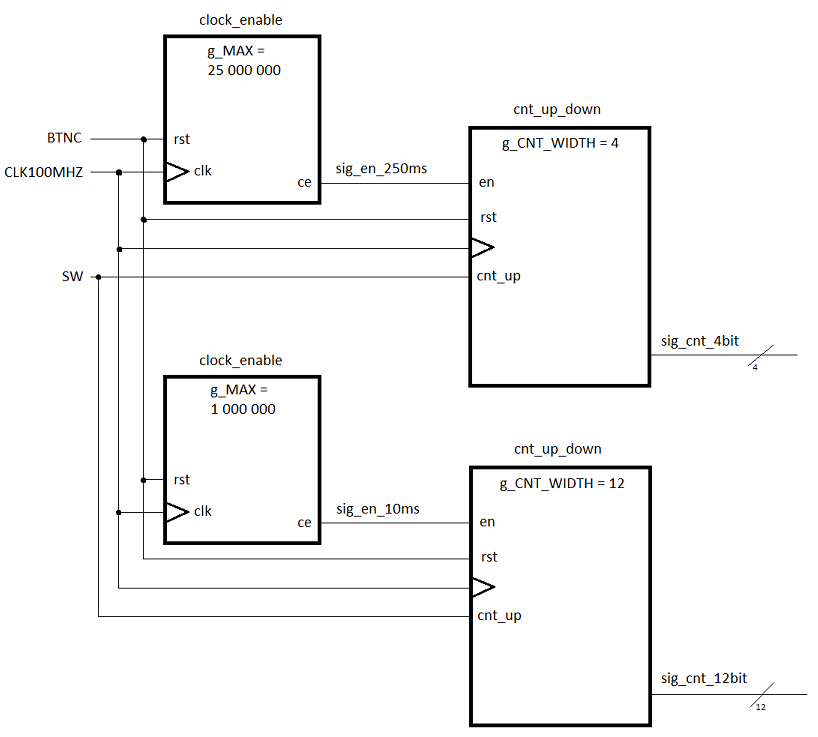 clock_enable
g_MAX =
25 000 000
BTNC
rst
CLK100MHZ
clk
ce
sig_en_250ms
cnt_up_down
g_CNT_WIDTH = 4
en
rst
SW
cnt_up
sig_cnt_4bit
4
clock_enable
g_MAX =
1 000 000
rst
clk
ce
sig_en_10ms
cnt_up_down
g_CNT_WIDTH = 12
en
rst
cnt_up
sig_cnt_12bit
12